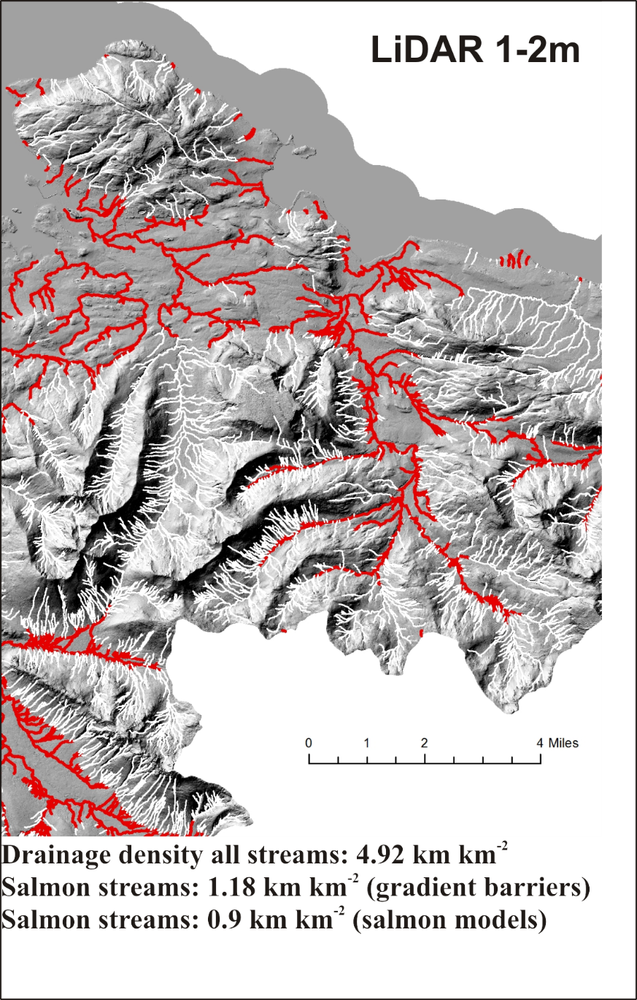 LiDAR 1-2m
0 1 2 4 Miles
Drainage density all streams: 4.92 km km⁻²
Salmon streams: 1.18 km km⁻² (gradient barriers)
Salmon streams: 0.9 km km⁻² (salmon models)